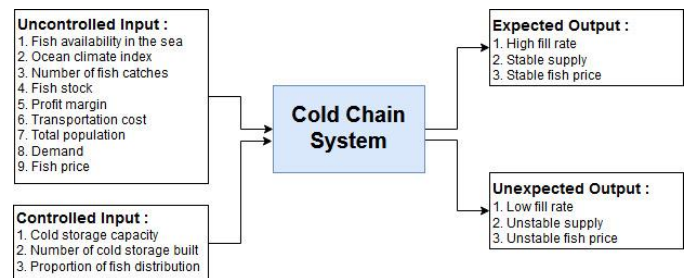 Uncontrolled Input :
1. Fish availability in the sea
2. Ocean climate index
3. Number of fish catches
4. Fish stock
5. Profit margin
6. Transportation cost
7. Total population
8. Demand
9. Fish price
Controlled Input :
1. Cold storage capacity
2. Number of cold storage built
3. Proportion of fish distribution
Cold Chain
System
Expected Output :
1. High fill rate
2. Stable supply
3. Stable fish price
Unexpected Output :
1. Low fill rate
2. Unstable supply
3. Unstable fish price